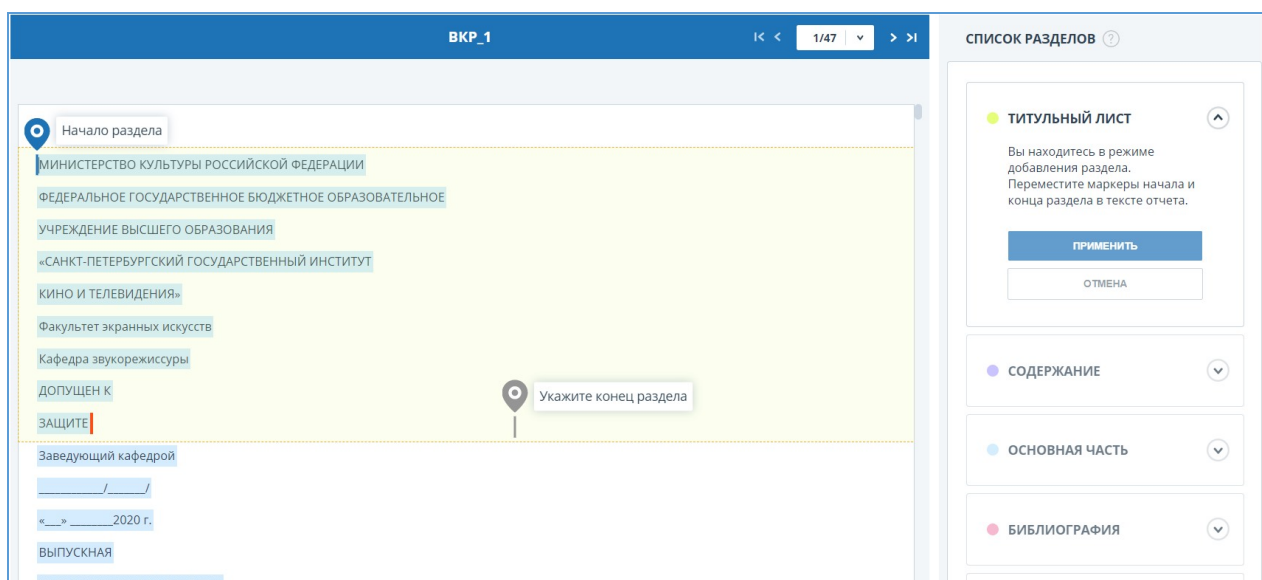 ВКР_1
1/47
СПИСОК РАЗДЕЛОВ ?
Начало раздела
МИНИСТЕРСТВО КУЛЬТУРЫ РОССИЙСКОЙ ФЕДЕРАЦИИ
ФЕДЕРАЛЬНОЕ ГОСУДАРСТВЕННОЕ БЮДЖЕТНОЕ ОБРАЗОВАТЕЛЬНОЕ
УЧРЕЖДЕНИЕ ВЫСШЕГО ОБРАЗОВАНИЯ
«САНКТ-ПЕТЕРБУРГСКИЙ ГОСУДАРСТВЕННЫЙ ИНСТИТУТ
КИНО И ТЕЛЕВИДЕНИЯ»
Факультет экранных искусств
Кафедра звукорежиссуры
ДОПУЩЕН К
Укажите конец раздела
ЗАЩИТЕ
Заведующий кафедрой
____________/_______/
«___» ________2020 г.
ВЫПУСКНАЯ
ТИТУЛЬНЫЙ ЛИСТ
Вы находитесь в режиме
добавления раздела.
Переместите маркеры начала и
конца раздела в тексте отчета.
ПРИМЕНИТЬ
ОТМЕНА
СОДЕРЖАНИЕ
ОСНОВНАЯ ЧАСТЬ
БИБЛИОГРАФИЯ